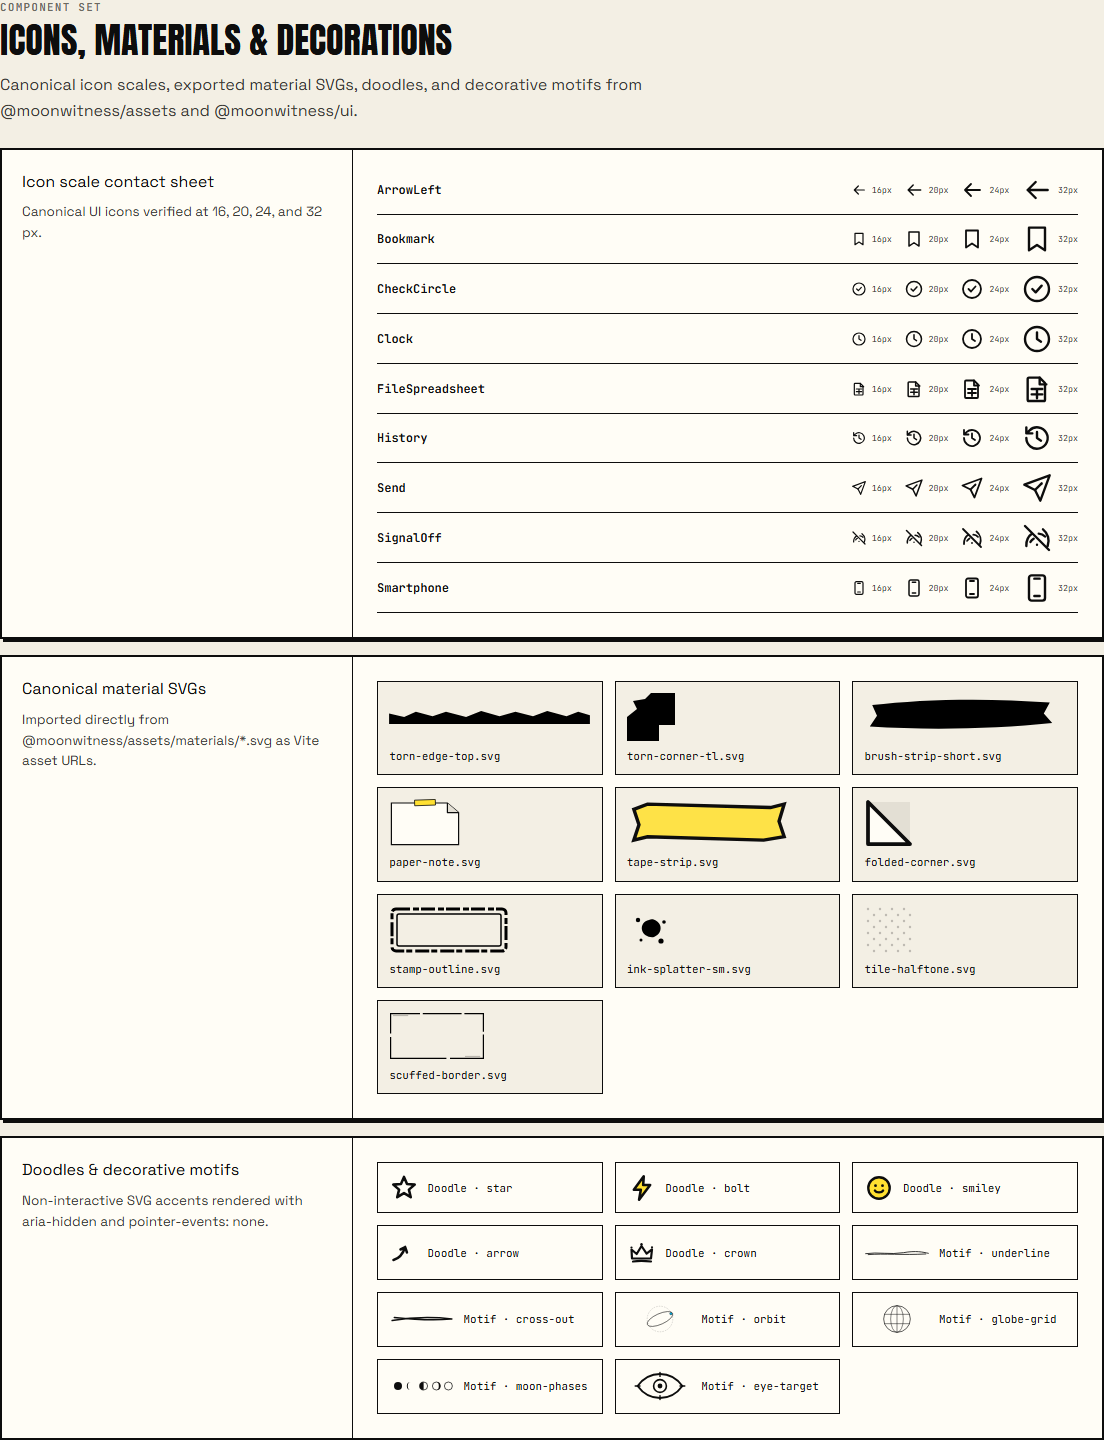 COMPONENT SET
ICONS, MATERIALS & DECORATIONS
Canonical icon scales, exported material SVGs, doodles, and decorative motifs from
@moonwitness/assets and @moonwitness/ui.
Icon scale contact sheet
Canonical UI icons verified at 16, 20, 24, and 32
px.
ArrowLeft 16px 20px 24px 32px
Bookmark 16px 20px 24px 32px
CheckCircle 16px 20px 24px 32px
Clock 16px 20px 24px 32px
FileSpreadsheet 16px 20px 24px 32px
History 16px 20px 24px 32px
Send 16px 20px 24px 32px
SignalOff 16px 20px 24px 32px
Smartphone 16px 20px 24px 32px
Canonical material SVGs
Imported directly from
@moonwitness/assets/materials/*.svg as Vite
asset URLs.
torn-edge-top.svg torn-corner-tl.svg brush-strip-short.svg
paper-note.svg tape-strip.svg folded-corner.svg
stamp-outline.svg ink-splatter-sm.svg tile-halftone.svg
scuffed-border.svg
Doodles & decorative motifs
Non-interactive SVG accents rendered with
aria-hidden and pointer-events: none.
Doodle · star Doodle · bolt Doodle · smiley
Doodle · arrow Doodle · crown Motif · underline
Motif · cross-out Motif · orbit Motif · globe-grid
Motif · moon-phases Motif · eye-target